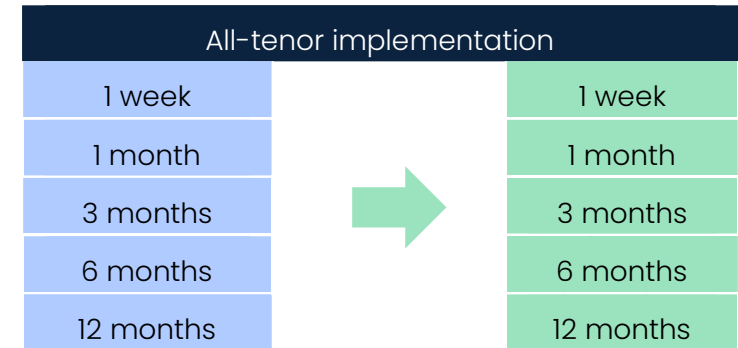 All-tenor implementation
1 week
1 week
1 month
1 month
3 months
3 months
6 months
6 months
12 months
12 months